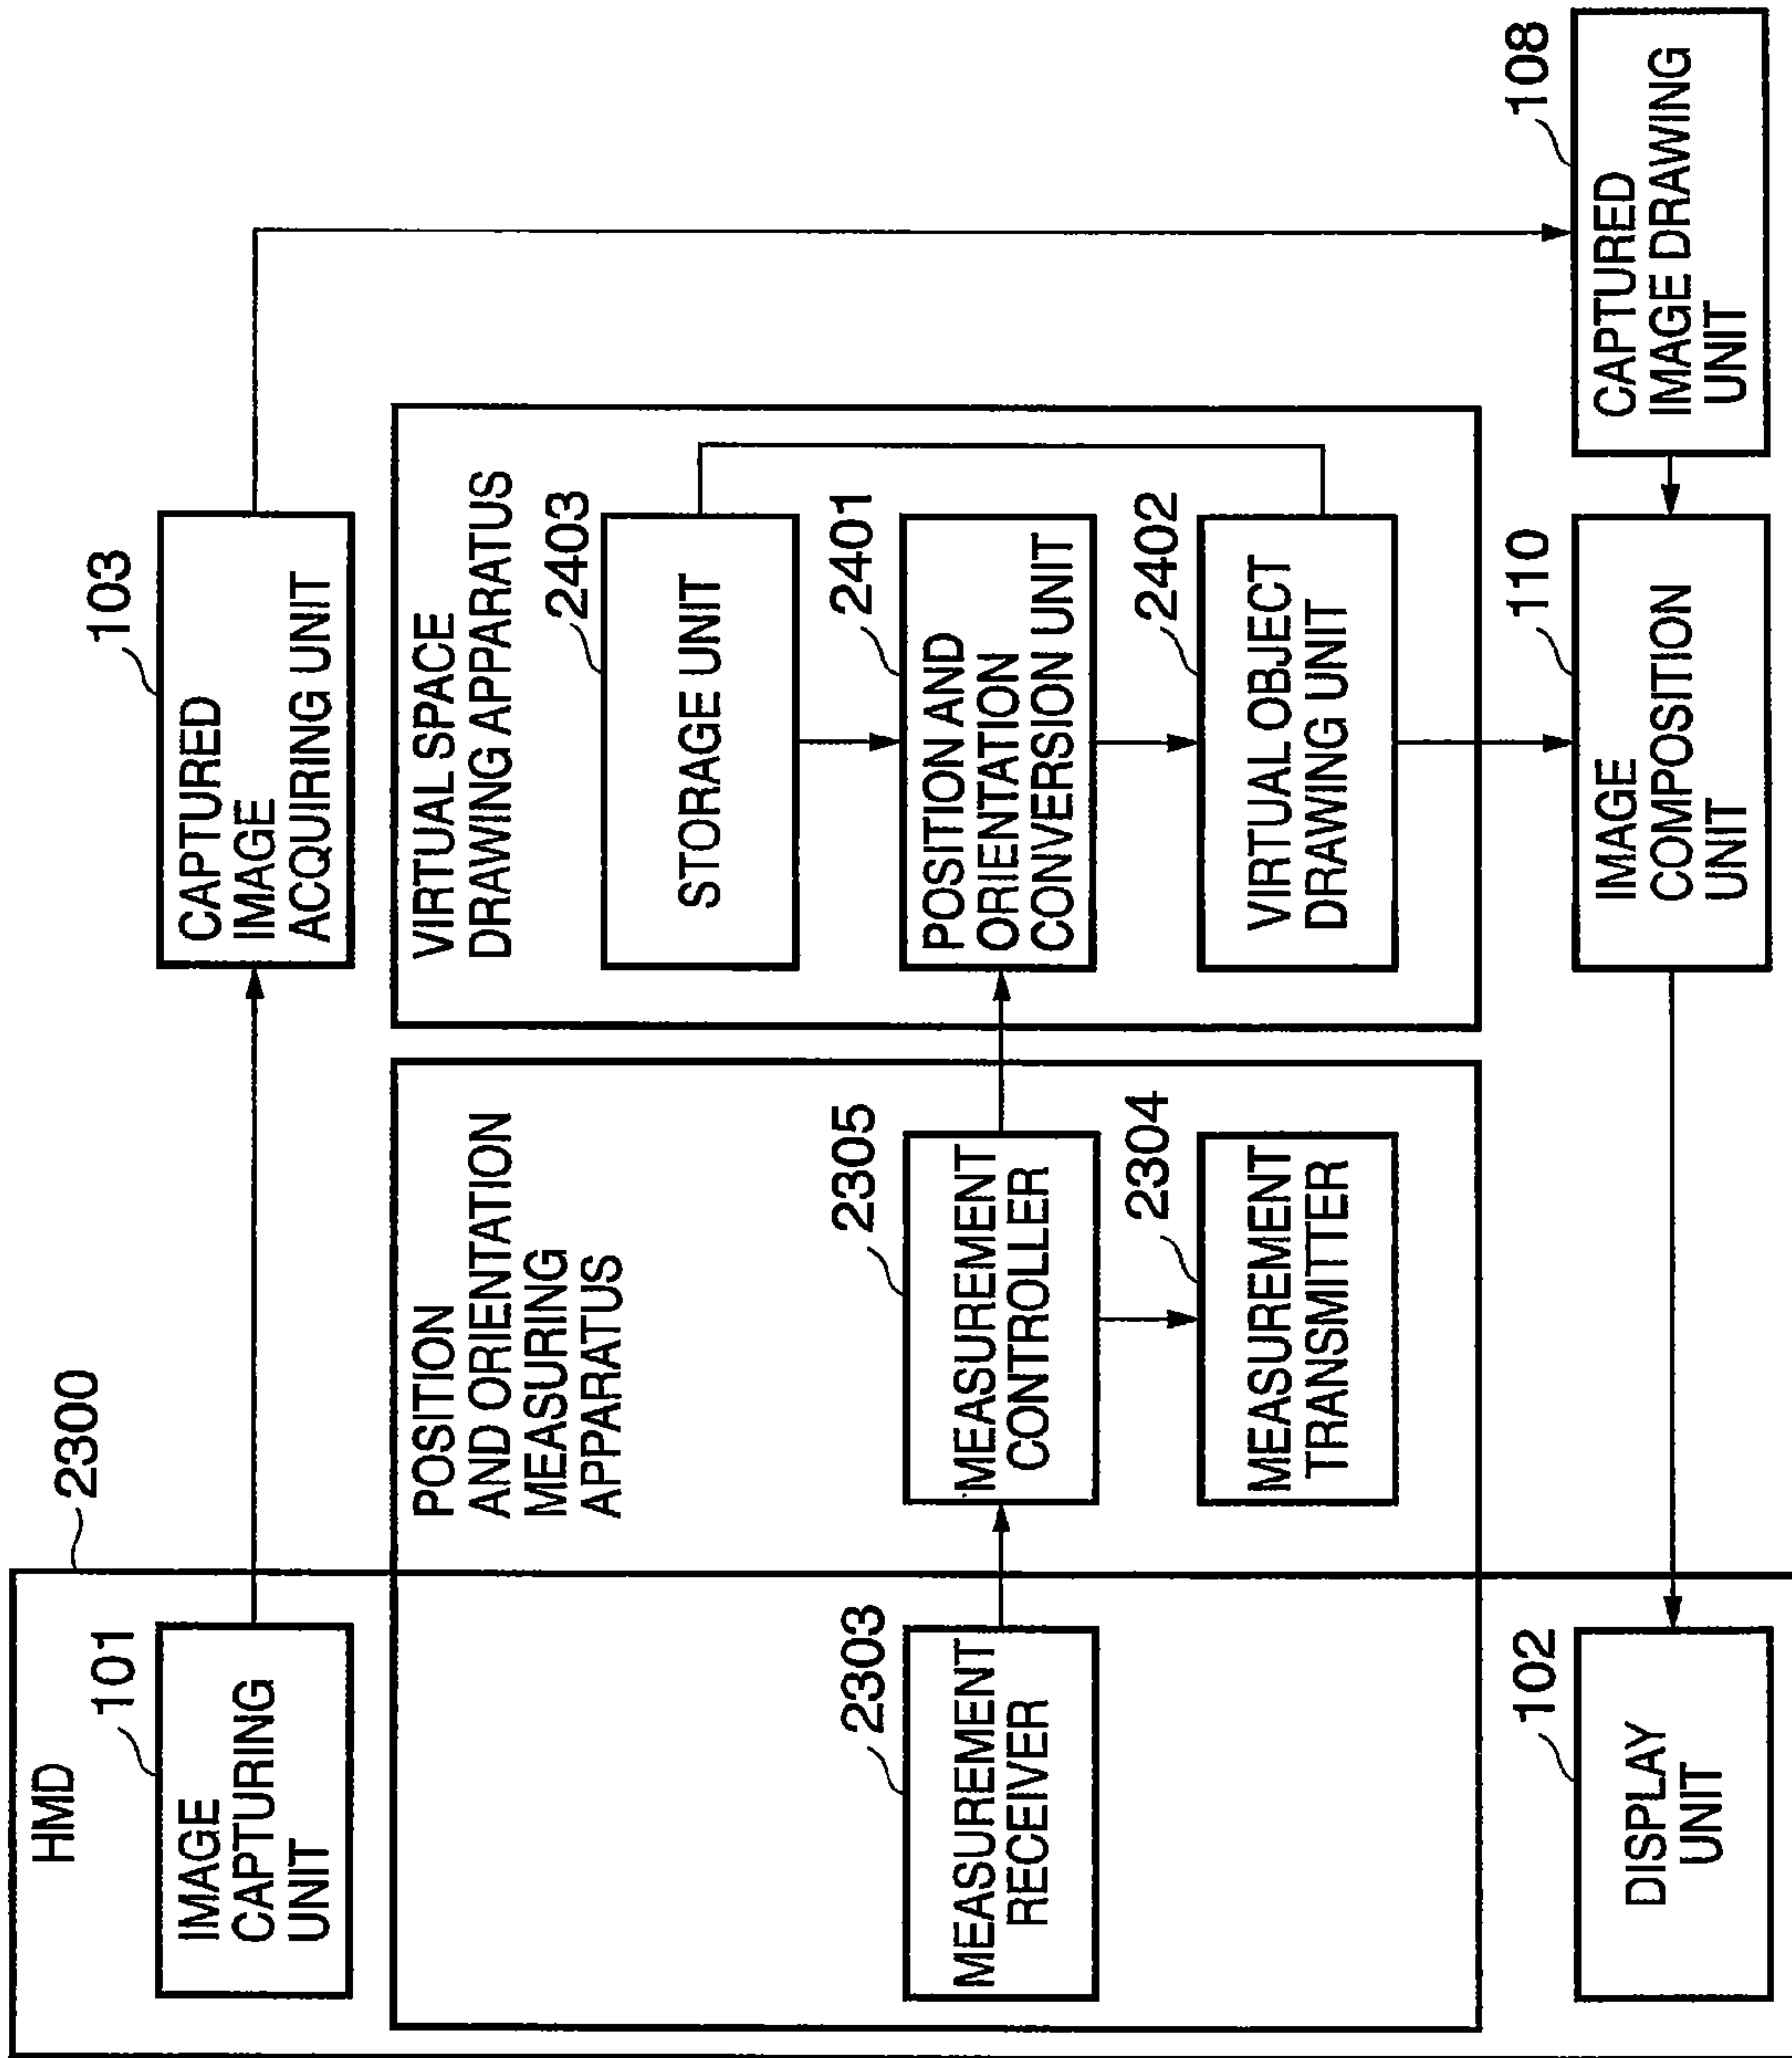 HMD
2300
101
IMAGE
CAPTURING
UNIT
103
CAPTURED
IMAGE
ACQUIRING UNIT
POSITION
AND ORIENTATION
MEASURING
APPARATUS
2303
MEASUREMENT
RECEIVER
2305
MEASUREMENT
CONTROLLER
2304
MEASUREMENT
TRANSMITTER
VIRTUAL SPACE
DRAWING APPARATUS
2403
STORAGE UNIT
2401
POSITION AND
ORIENTATION
CONVERSION UNIT
2402
VIRTUAL OBJECT
DRAWING UNIT
102
DISPLAY
UNIT
110
IMAGE
COMPOSITION
UNIT
108
CAPTURED
IMAGE DRAWING
UNIT